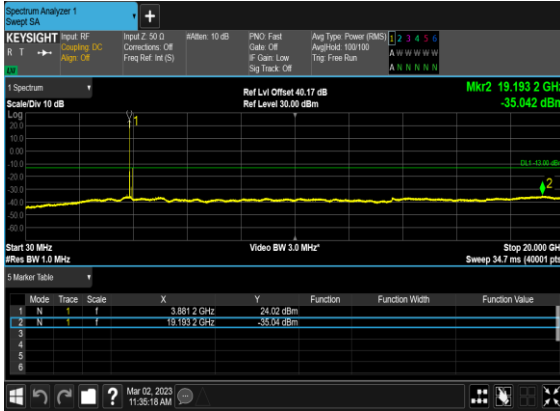 Spectrum Analyzer 1
Swept SA
+
KEYSIGHT
R T
Input: RF
Coupling: DC
Align: Off
Input Z: 50 Ω
Corrections: Off
Freq Ref: Int (S)
#Atten: 10 dB
PNO: Fast
Gate: Off
IF Gain: Low
Sig Track: Off
Avg Type: Power (RMS)
Avg|Hold: 100/100
Trig: Free Run
1 2 3 4 5 6
A W W W W W
A N N N N N
1 Spectrum
Scale/Div 10 dB
Ref Lvl Offset 40.17 dB
Ref Level 30.00 dBm
Mkr2 19.193 2 GHz
-35.042 dBm
Log
20.0
10.0
0.00
-10.0
-20.0
-30.0
-40.0
-50.0
-60.0
1
DL1 -13.00 dBm
2
Start 30 MHz
#Res BW 1.0 MHz
Video BW 3.0 MHz*
Stop 20.000 GH
Sweep 34.7 ms (40001 pts
5 Marker Table
Mode Trace Scale X Y Function Function Width Function Value
1 N 1 f 3.881 2 GHz 24.02 dBm
2 N 1 f 19.193 2 GHz -35.04 dBm
3
4
5
6
?
Mar 02, 2023
11:35:18 AM